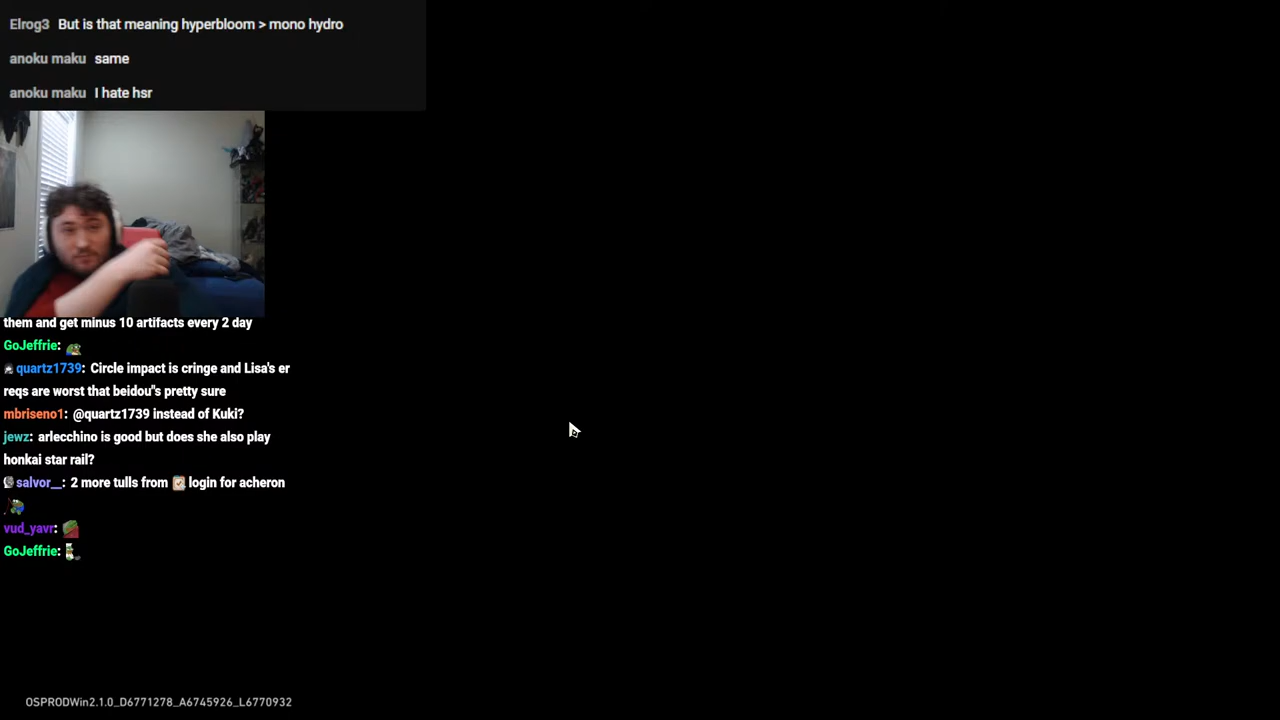 Elrog3 But is that meaning hyperbloom > mono hydro
anoku maku same
anoku maku I hate hsr
them and get minus 10 artifacts every 2 day
GoJeffrie:
quartz1739: Circle impact is cringe and Lisa's er
reqs are worst that beidou"s pretty sure
mbriseno1: @quartz1739 instead of Kuki?
jewz: arlecchino is good but does she also play
honkai star rail?
salvor__: 2 more tulls from login for acheron
vud_yavr:
GoJeffrie:
OSPRODWin2.1.0_D6771278_A6745926_L6770932